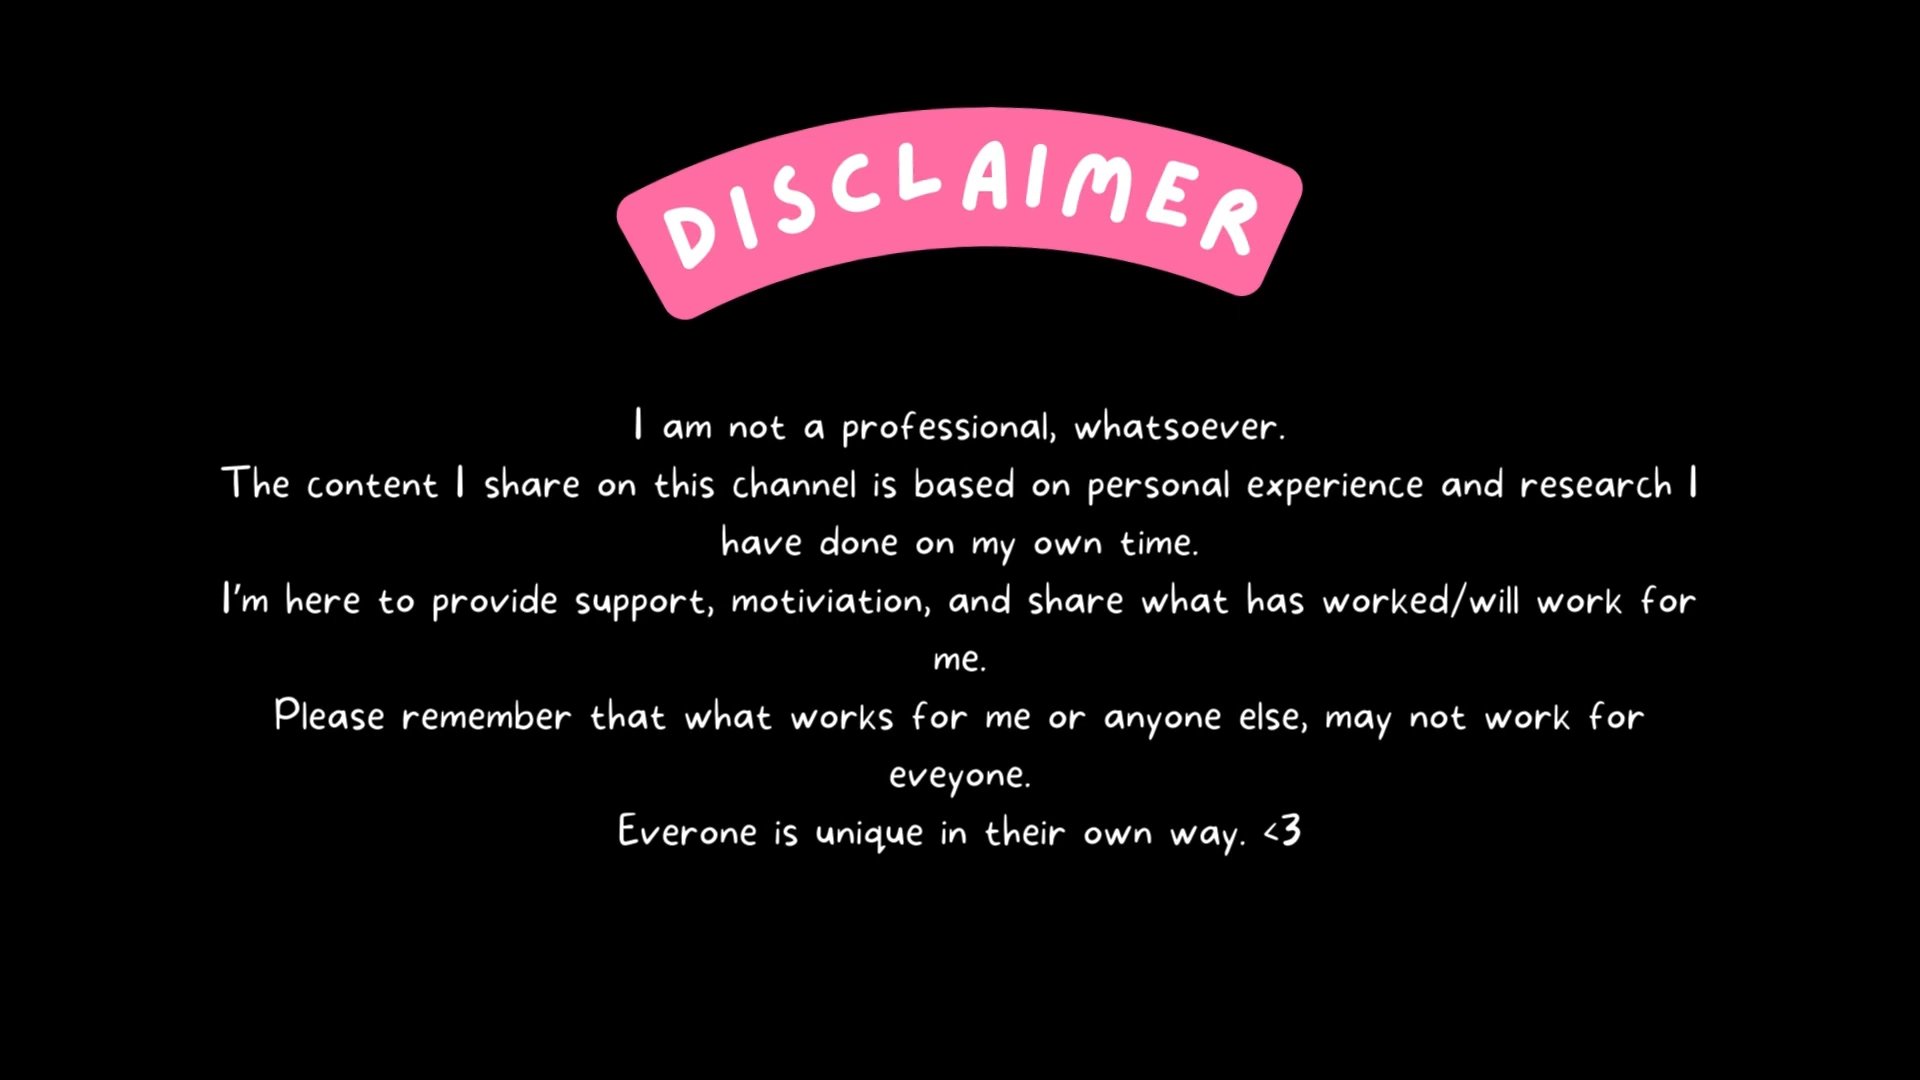 DISCLAIMER
I am not a professional, whatsoever.
The content I share on this channel is based on personal experience and research I
have done on my own time.
I'm here to provide support, motiviation, and share what has worked/will work for
me.
Please remember that what works for me or anyone else, may not work for
eveyone.
Everone is unique in their own way. <3